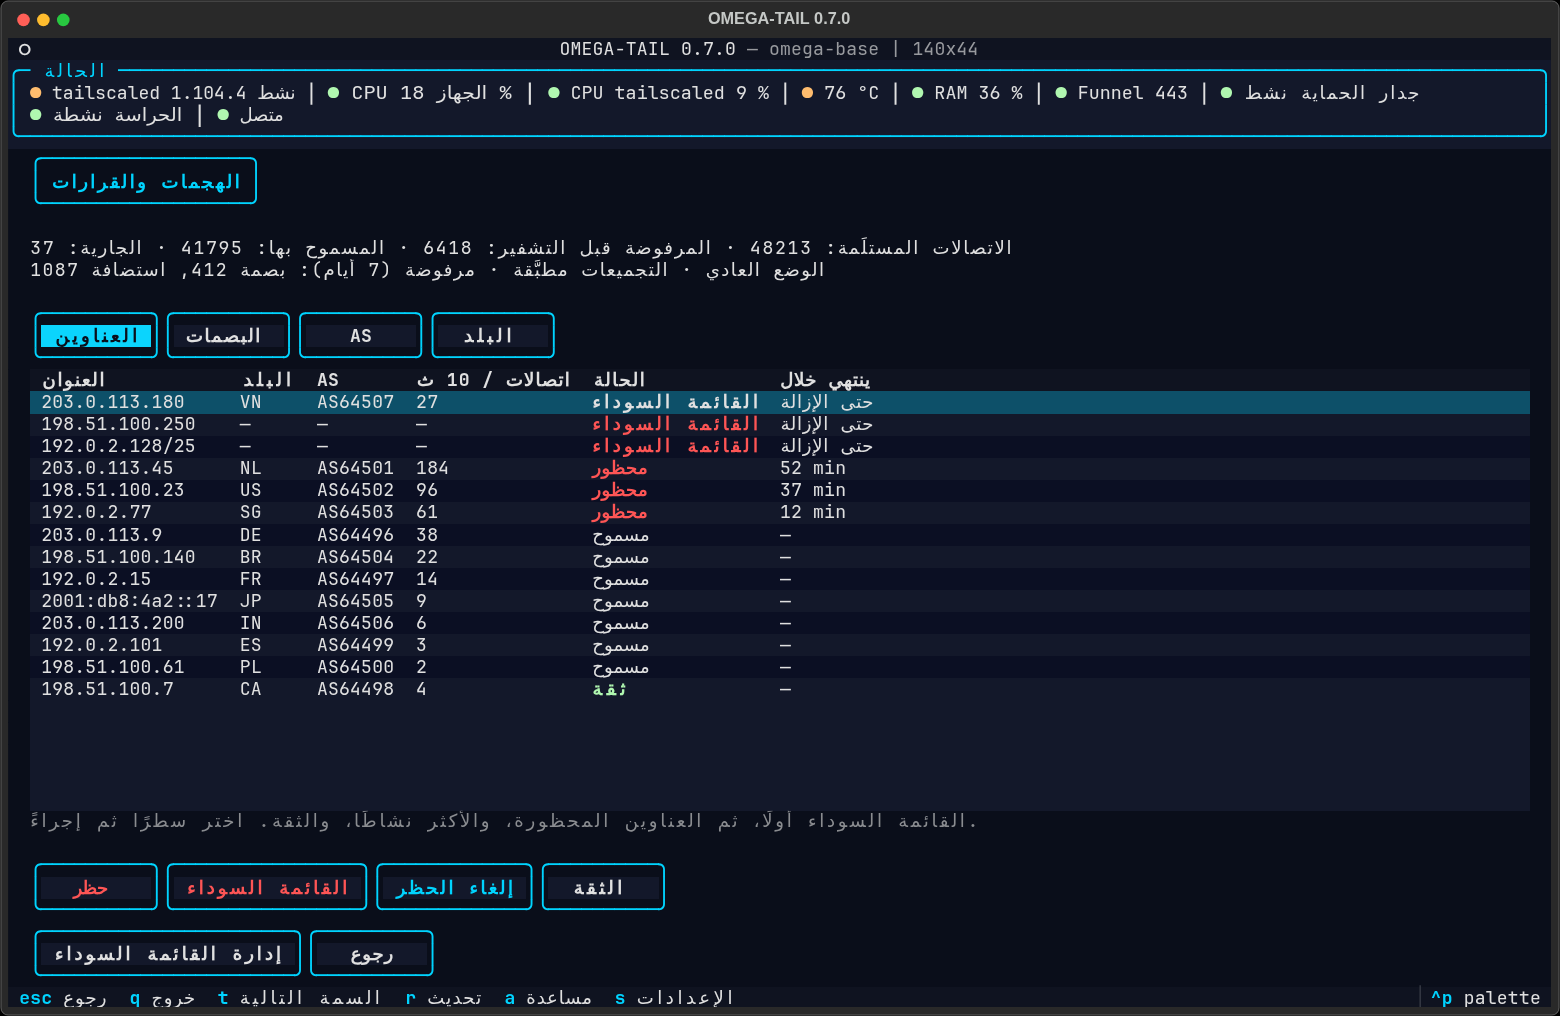 OMEGA-TAIL 0.7.0
OMEGA-TAIL 0.7.0 — omega-base | 140x44
الحالة
● tailscaled 1.104.4 نشط | ● CPU 18 الجهاز % | ● CPU tailscaled 9 % | ● 76 °C | ● RAM 36 % | ● Funnel 443 | ● جدار الحماية نشط
● الحراسة نشطة | ● متصل
الهجمات والقرارات
الاتصالات المستلَمة: 48213 · المرفوضة قبل التشفير: 6418 · المسموح بها: 41795 · الجارية: 37
الوضع العادي · التجميعات مطبَّقة · مرفوضة (7 أيام): بصمة 412, استضافة 1087
العناوين البصمات AS البلد
العنوان البلد AS اتصالات / 10 ث الحالة ينتهي خلال
203.0.113.180 VN AS64507 27 القائمة السوداء حتى الإزالة
198.51.100.250 — — — القائمة السوداء حتى الإزالة
192.0.2.128/25 — — — القائمة السوداء حتى الإزالة
203.0.113.45 NL AS64501 184 محظور 52 min
198.51.100.23 US AS64502 96 محظور 37 min
192.0.2.77 SG AS64503 61 محظور 12 min
203.0.113.9 DE AS64496 38 مسموح —
198.51.100.140 BR AS64504 22 مسموح —
192.0.2.15 FR AS64497 14 مسموح —
2001:db8:4a2::17 JP AS64505 9 مسموح —
203.0.113.200 IN AS64506 6 مسموح —
192.0.2.101 ES AS64499 3 مسموح —
198.51.100.61 PL AS64500 2 مسموح —
198.51.100.7 CA AS64498 4 ثقة —
القائمة السوداء أولًا، ثم العناوين المحظورة، والأكثر نشاطًا، والثقة. اختر سطرًا ثم إجراءً.
حظر القائمة السوداء إلغاء الحظر الثقة
إدارة القائمة السوداء رجوع
esc رجوع q خروج t السمة التالية r تحديث a مساعدة s الإعدادات ^p palette